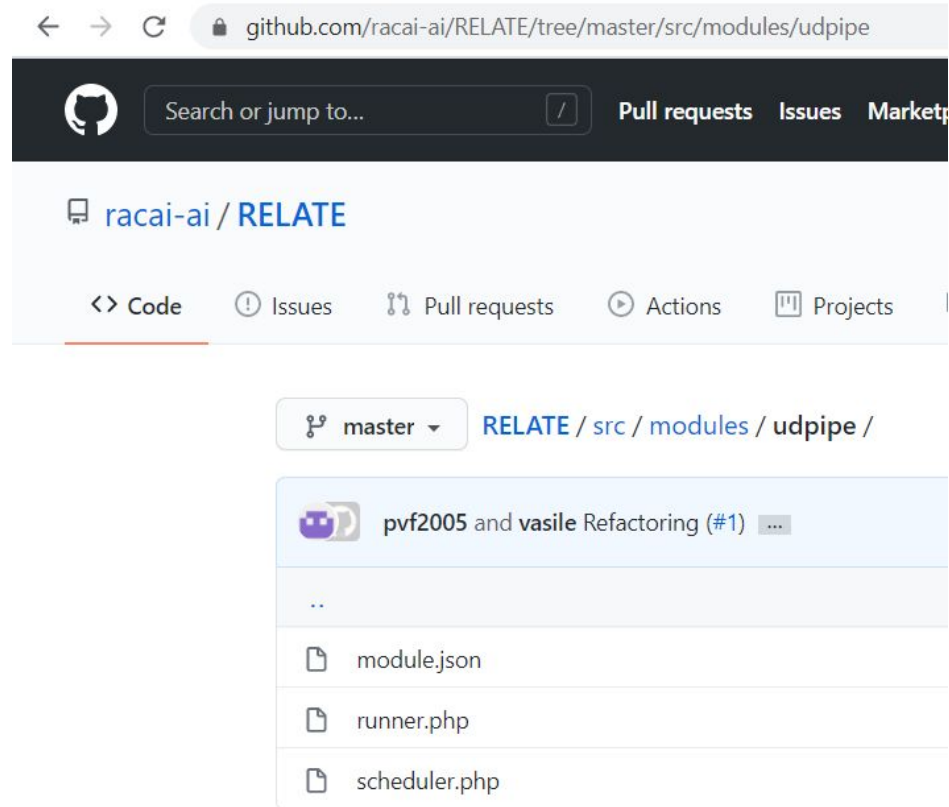 github.com/racai-ai/RELATE/tree/master/src/modules/udpipe
Search or jump to... / Pull requests Issues Marketp
racai-ai / RELATE
<> Code Issues Pull requests Actions Projects
master RELATE / src / modules / udpipe /
pvf2005 and vasile Refactoring (#1) ...
..
module.json
runner.php
scheduler.php